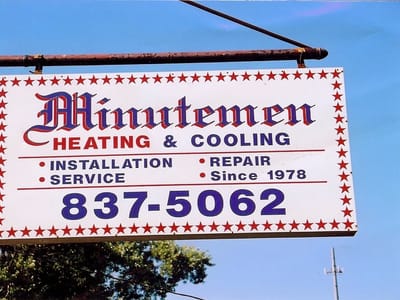 Minutemen
HEATING & COOLING
• INSTALLATION • REPAIR
• SERVICE • Since 1978
837-5062